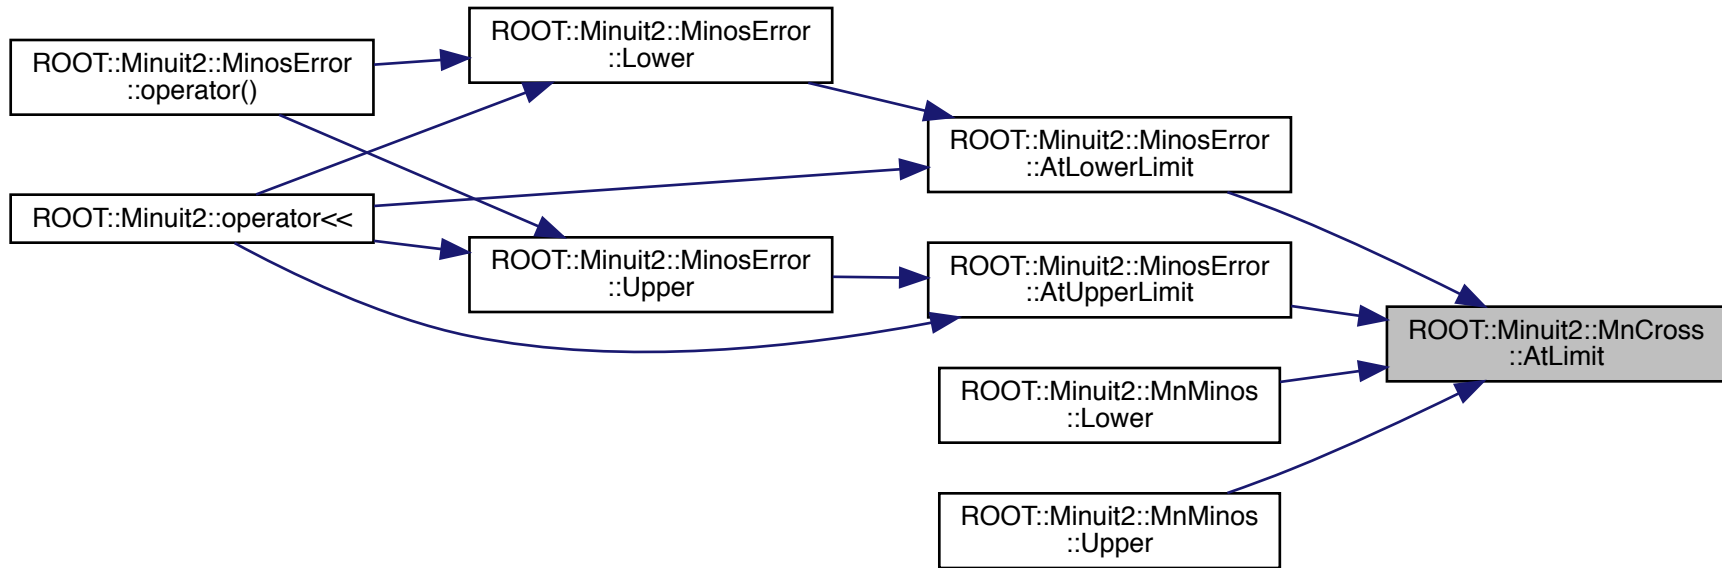 ROOT::Minuit2::MinosError
::Lower
ROOT::Minuit2::MinosError
::operator()
ROOT::Minuit2::MinosError
::AtLowerLimit
ROOT::Minuit2::operator<<
ROOT::Minuit2::MinosError
::Upper
ROOT::Minuit2::MinosError
::AtUpperLimit
ROOT::Minuit2::MnCross
::AtLimit
ROOT::Minuit2::MnMinos
::Lower
ROOT::Minuit2::MnMinos
::Upper